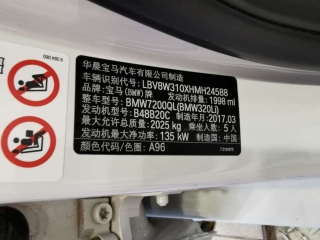 华晨宝马汽车有限公司制造
车辆识别代号: LBV8W310XHMH24588
品牌: 宝马(BMW)牌 发动机排量: 1998 ml
整车型号: BMW7200QL(BMW320Li)
发动机型号: B48B20C 制造年月: 2017.03
最大允许总质量: 2025 kg 乘坐人数: 5 人
发动机最大净功率: 135 kW 制造国: 中国
颜色代码/色圈: A96